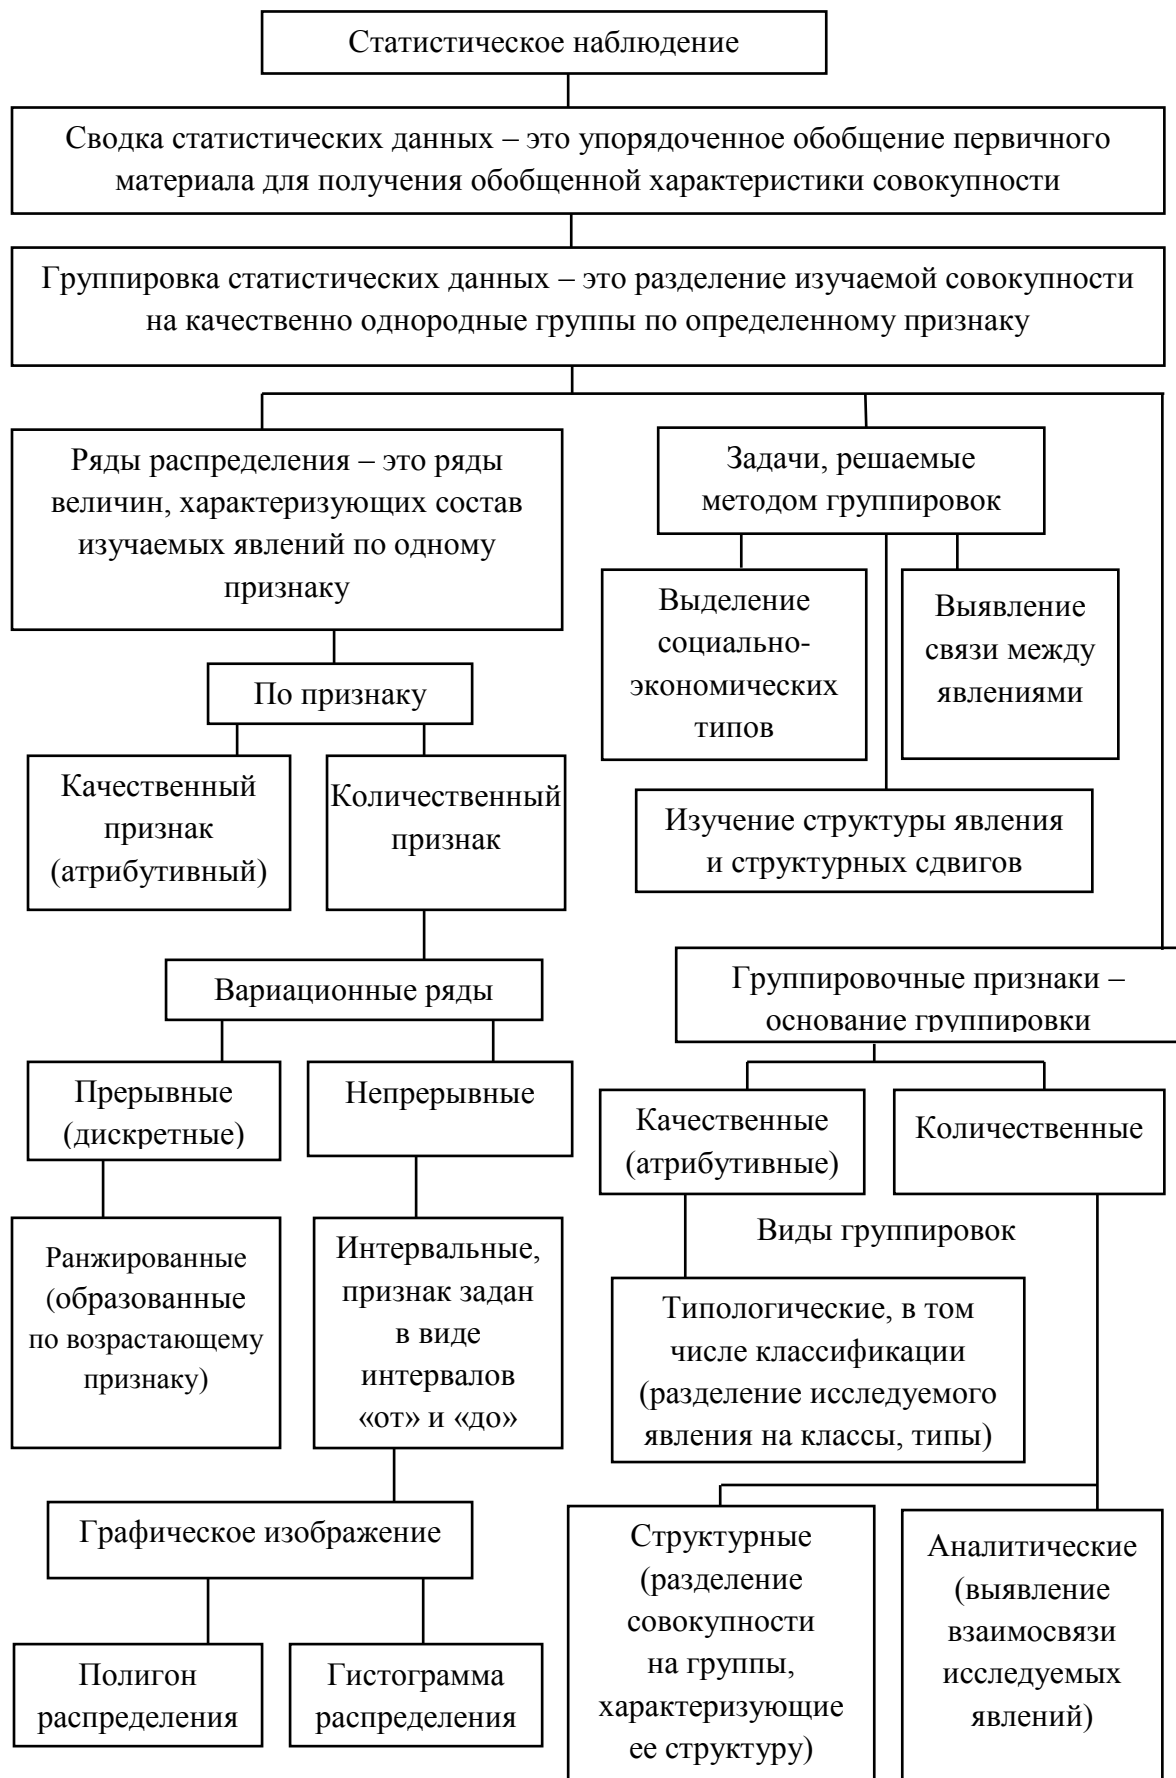 Статистическое наблюдение
Сводка статистических данных – это упорядоченное обобщение первичного
материала для получения обобщенной характеристики совокупности
Группировка статистических данных – это разделение изучаемой совокупности
на качественно однородные группы по определенному признаку
Ряды распределения – это ряды
величин, характеризующих состав
изучаемых явлений по одному
признаку
Задачи, решаемые
методом группировок
Выделение
социально-
экономических
типов
Выявление
связи между
явлениями
Изучение структуры явления
и структурных сдвигов
По признаку
Качественный
признак
(атрибутивный)
Количественный
признак
Вариационные ряды
Прерывные
(дискретные)
Непрерывные
Ранжированные
(образованные
по возрастающему
признаку)
Интервальные,
признак задан
в виде
интервалов
«от» и «до»
Графическое изображение
Полигон
распределения
Гистограмма
распределения
Группировочные признаки –
основание группировки
Качественные
(атрибутивные)
Количественные
Виды группировок
Типологические, в том
числе классификации
(разделение исследуемого
явления на классы, типы)
Структурные
(разделение
совокупности
на группы,
характеризующие
ее структуру)
Аналитические
(выявление
взаимосвязи
исследуемых
явлений)